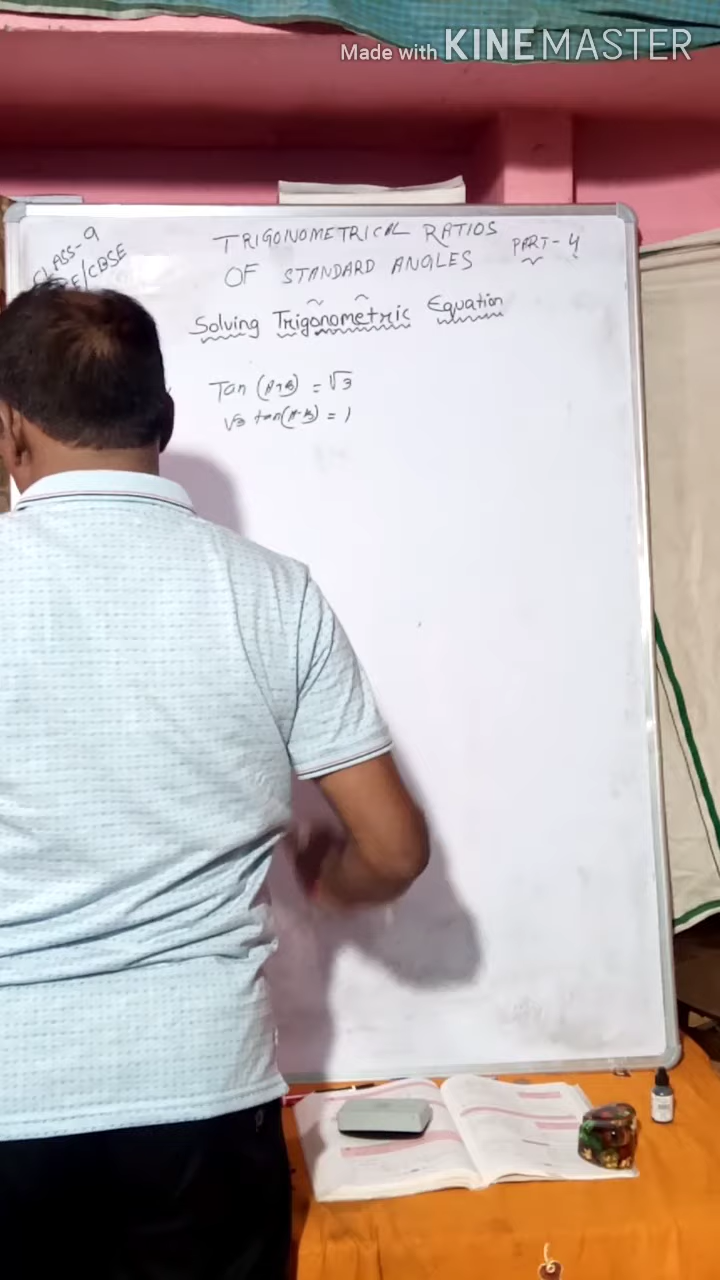 Made with KINEMASTER
CLASS-9
/CBSE
TRIGONOMETRICAL RATIOS
OF STANDARD ANGLES
PART-4
Solving Trigonometric Equation
Tan (A+B) = √3
√3 tan(A-B) = 1